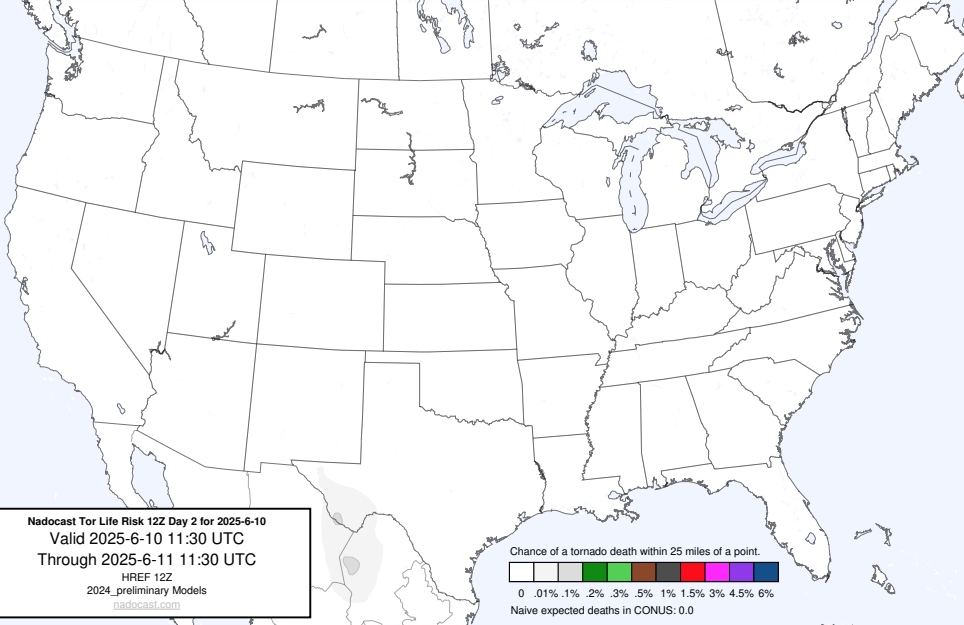 Nadocast Tor Life Risk 12Z Day 2 for 2025-6-10
Valid 2025-6-10 11:30 UTC
Through 2025-6-11 11:30 UTC
HREF 12Z
2024_preliminary Models
nadocast.com
Chance of a tornado death within 25 miles of a point.
0 .01% .1% .2% .3% .5% 1% 1.5% 3% 4.5% 6%
Naive expected deaths in CONUS: 0.0